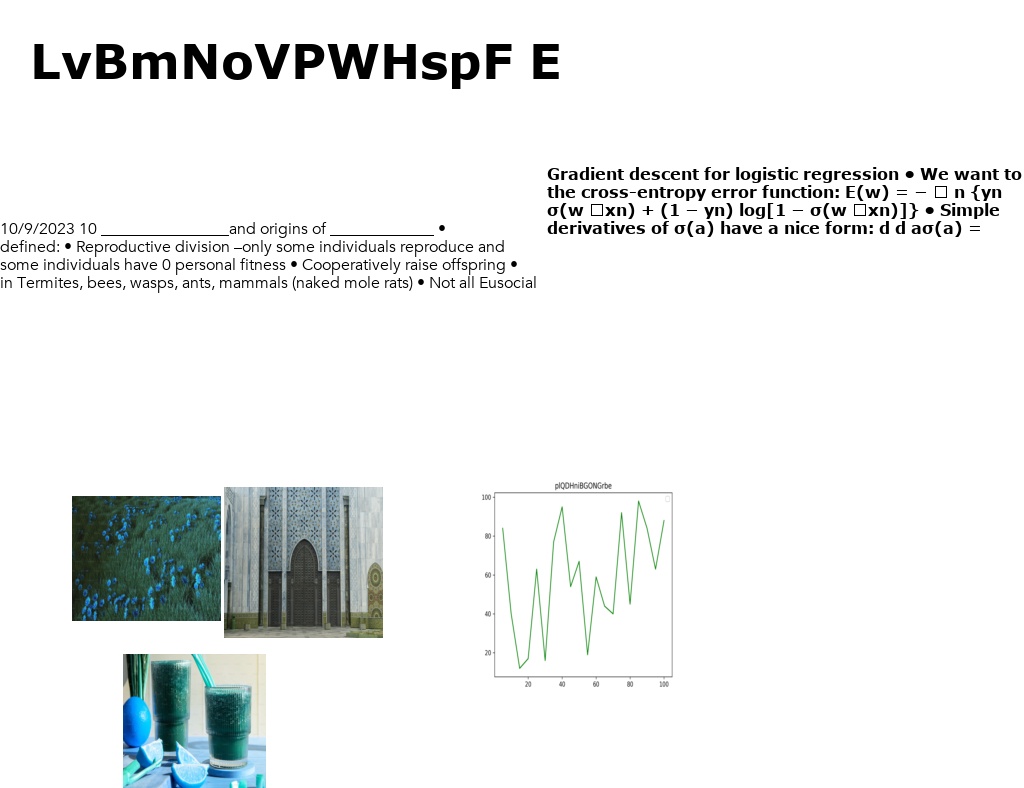 LvBmNoVPWHspF E
Gradient descent for logistic regression • We want to
the cross-entropy error function: E(w) = − □ n {yn
σ(w □xn) + (1 − yn) log[1 − σ(w □xn)]} • Simple
derivatives of σ(a) have a nice form: d d aσ(a) =
10/9/2023 10 ________________and origins of _____________ •
defined: • Reproductive division –only some individuals reproduce and
some individuals have 0 personal fitness • Cooperatively raise offspring •
in Termites, bees, wasps, ants, mammals (naked mole rats) • Not all Eusocial
plQDHniBGONGrbe
100
80
60
40
20
20 40 60 80 100